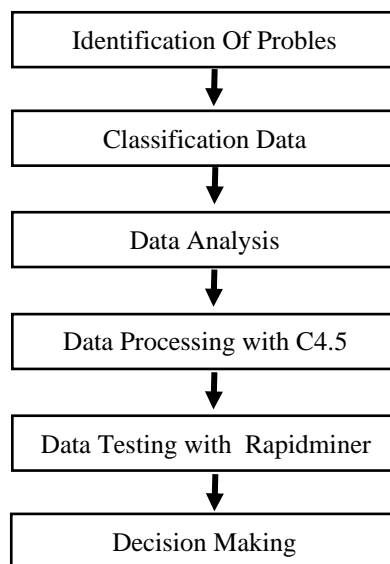 Identification Of Probles
Classification Data
Data Analysis
Data Processing with C4.5
Data Testing with Rapidminer
Decision Making